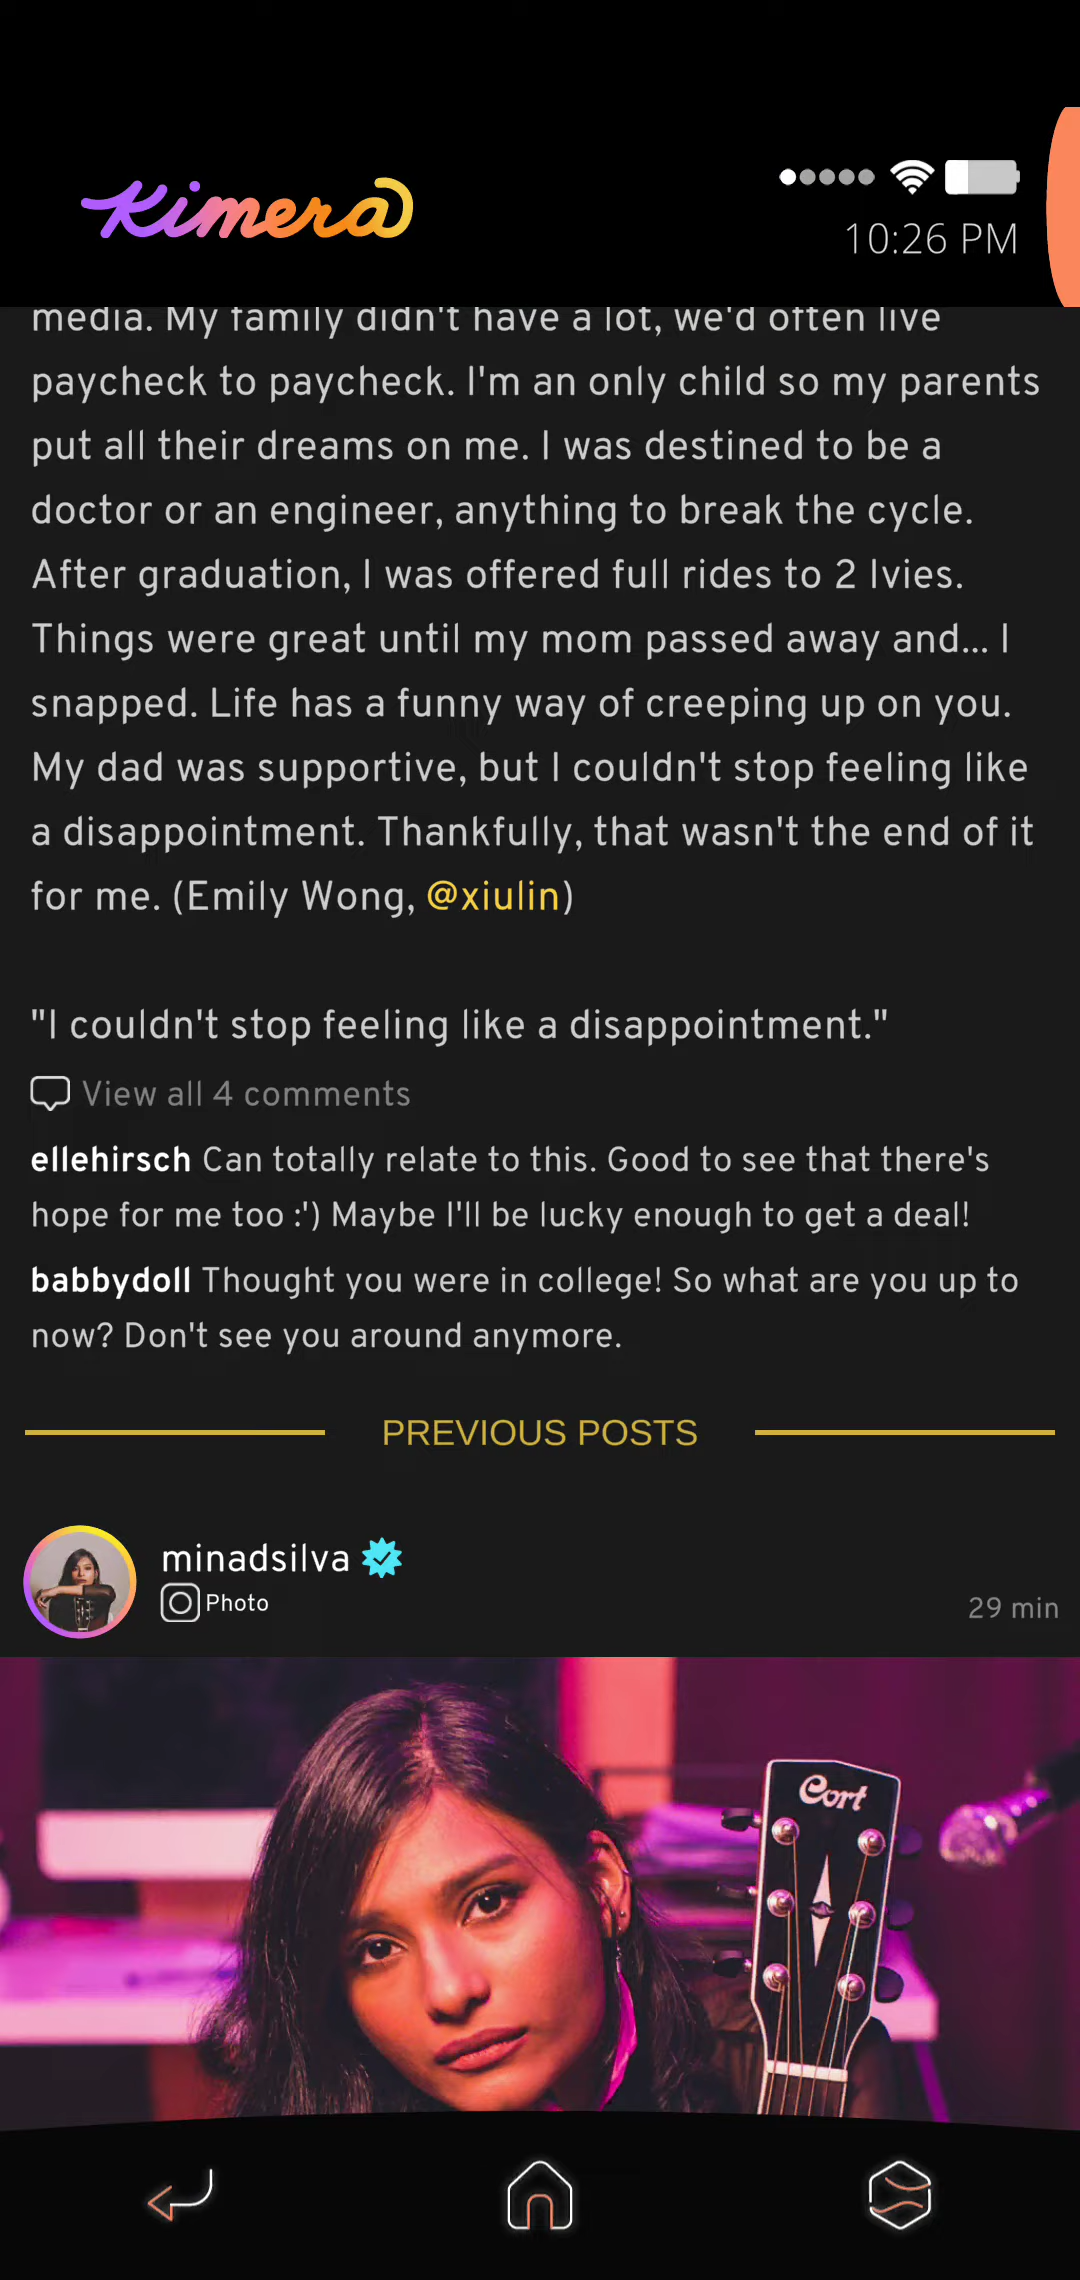 Kimera
10:26 PM
media. My family didn't have a lot, we'd often live
paycheck to paycheck. I'm an only child so my parents
put all their dreams on me. I was destined to be a
doctor or an engineer, anything to break the cycle.
After graduation, I was offered full rides to 2 Ivies.
Things were great until my mom passed away and... I
snapped. Life has a funny way of creeping up on you.
My dad was supportive, but I couldn't stop feeling like
a disappointment. Thankfully, that wasn't the end of it
for me. (Emily Wong, @xiulin)
"I couldn't stop feeling like a disappointment."
View all 4 comments
ellehirsch Can totally relate to this. Good to see that there's
hope for me too :') Maybe I'll be lucky enough to get a deal!
babbydoll Thought you were in college! So what are you up to
now? Don't see you around anymore.
PREVIOUS POSTS
minadsilva
Photo
29 min
Cort